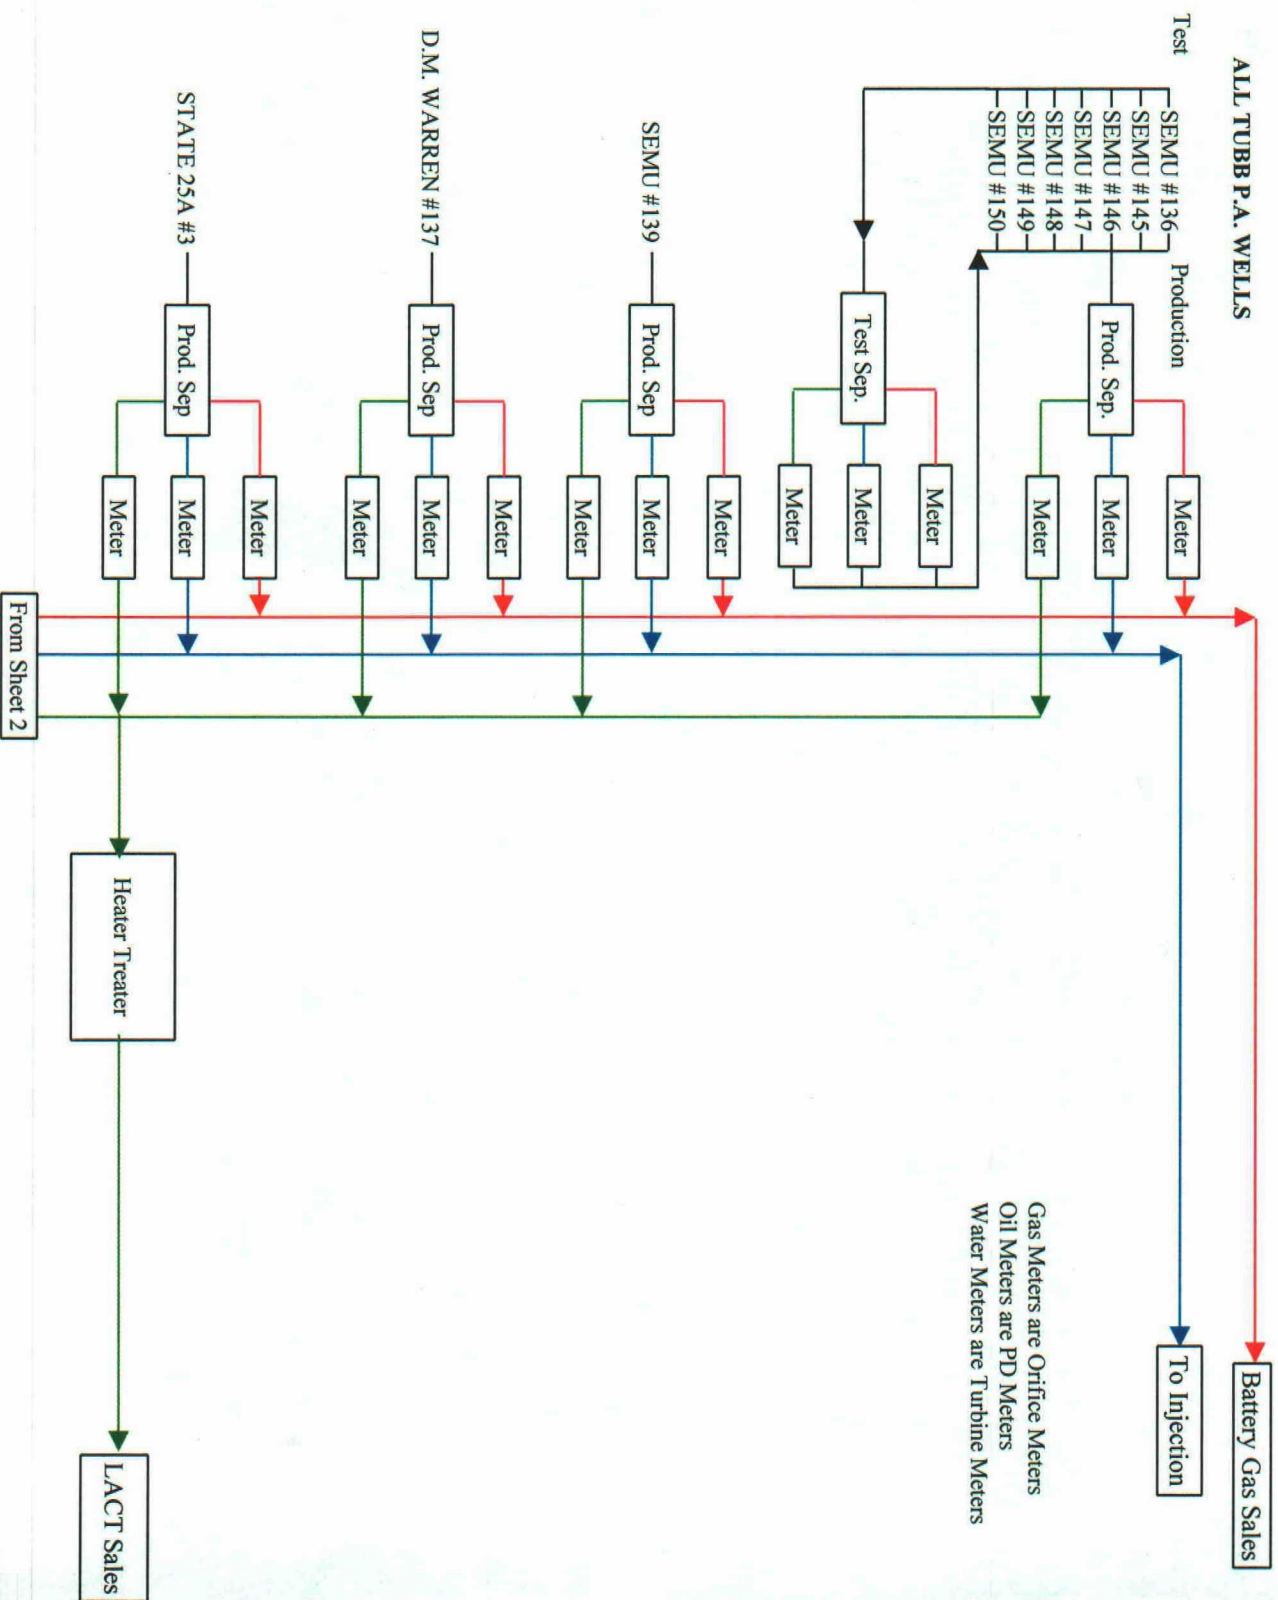 ALL TUBB P.A. WELLS
Test
Production
SEMU #136
SEMU #145
SEMU #146
SEMU #147
SEMU #148
SEMU #149
SEMU #150
Prod. Sep.
Meter
Meter
Meter
Test Sep.
Meter
Meter
Meter
SEMU #139
Prod. Sep
Meter
Meter
Meter
D.M. WARREN #137
Prod. Sep
Meter
Meter
Meter
STATE 25A #3
Prod. Sep
Meter
Meter
Meter
From Sheet 2
Heater Treater
LACT Sales
Battery Gas Sales
To Injection
Gas Meters are Orifice Meters
Oil Meters are PD Meters
Water Meters are Turbine Meters